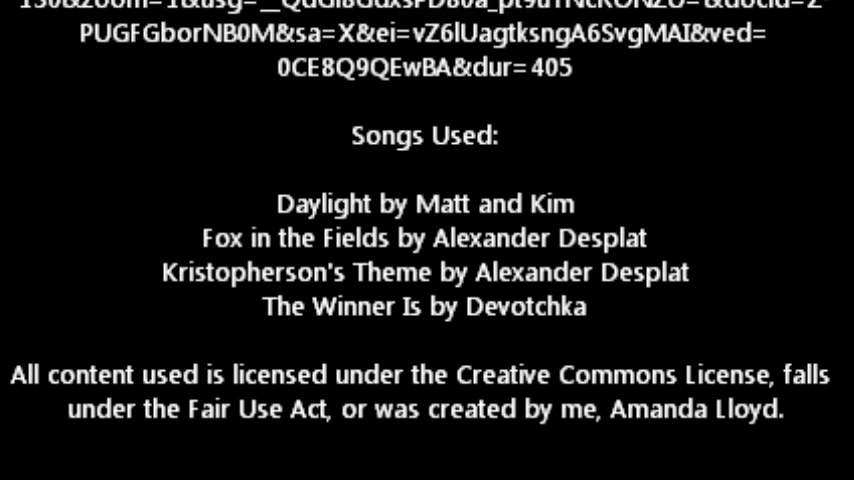 PUGFGborNB0M&sa=X&ei=vZ6lUagtksngA6SvgMAI&ved=
0CE8Q9QEwBA&dur=405
Songs Used:
Daylight by Matt and Kim
Fox in the Fields by Alexander Desplat
Kristopherson's Theme by Alexander Desplat
The Winner Is by Devotchka
All content used is licensed under the Creative Commons License, falls
under the Fair Use Act, or was created by me, Amanda Lloyd.